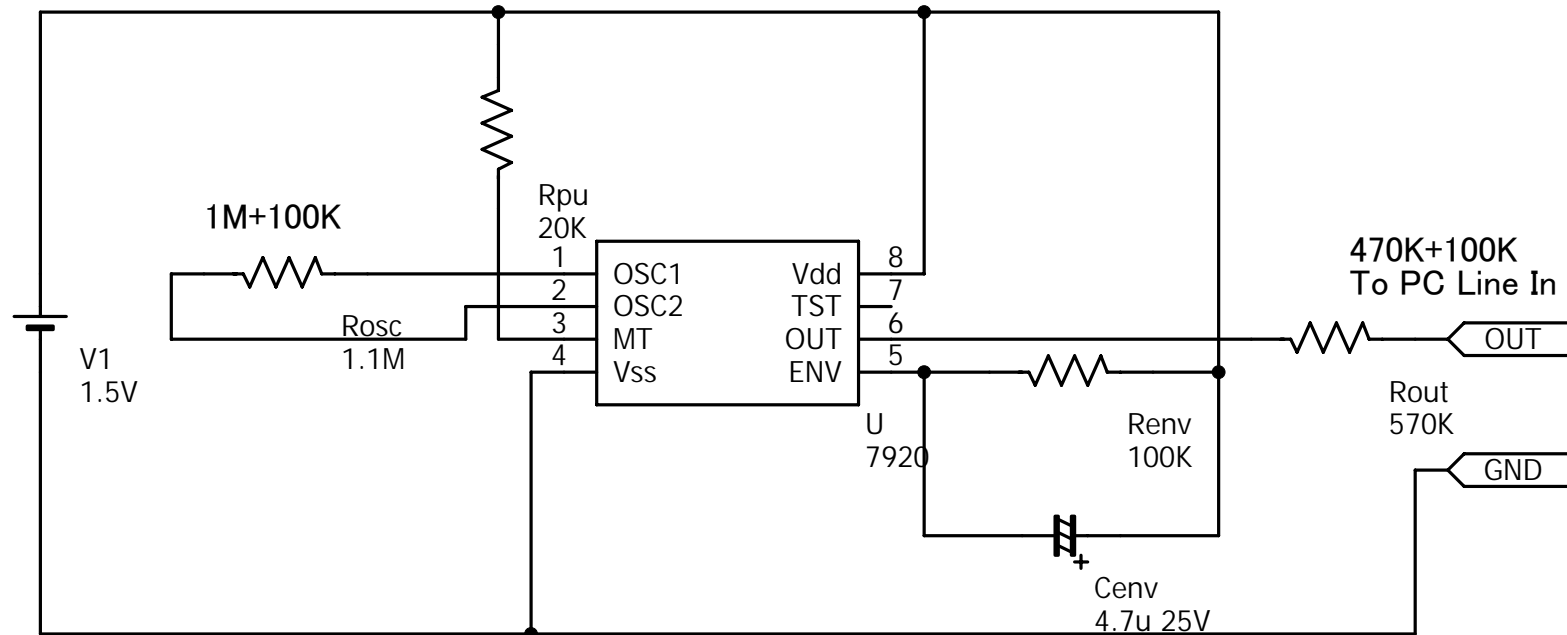 Rpu
20K
1M+100K
1
OSC1
Vdd
8
2
OSC2
TST
7
3
MT
OUT
6
4
Vss
ENV
5
Rosc
1.1M
V1
1.5V
470K+100K
To PC Line In
OUT
U
7920
Renv
100K
Rout
570K
GND
+
Cenv
4.7u 25V